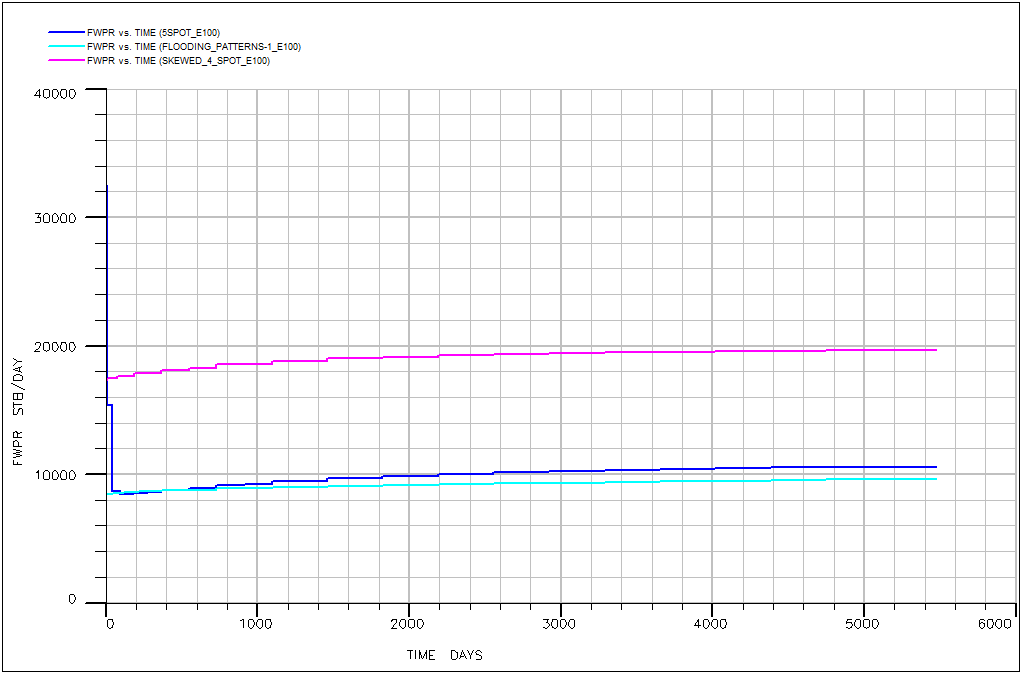 FWPR vs. TIME (5SPOT_E100)
FWPR vs. TIME (FLOODING_PATTERNS-1_E100)
FWPR vs. TIME (SKEWED_4_SPOT_E100)
40000
30000
20000
10000
0
FWPR STB/DAY
0 1000 2000 3000 4000 5000 6000
TIME DAYS